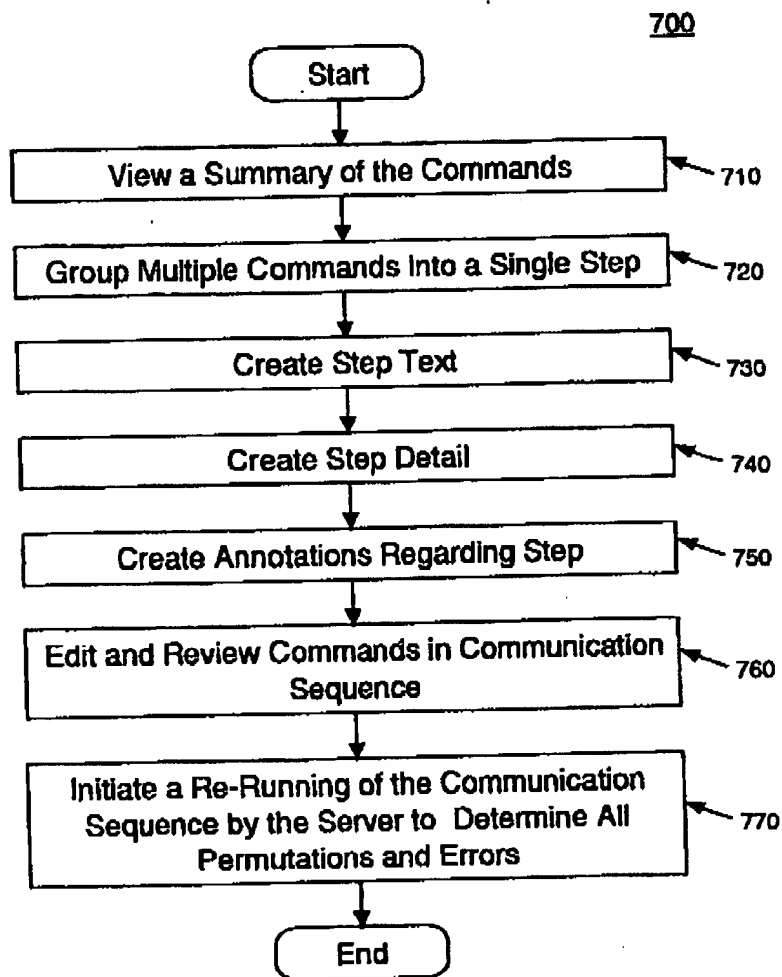 700
Start
View a Summary of the Commands
710
Group Multiple Commands Into a Single Step
720
Create Step Text
730
Create Step Detail
740
Create Annotations Regarding Step
750
Edit and Review Commands in Communication
Sequence
760
Initiate a Re-Running of the Communication
Sequence by the Server to Determine All
Permutations and Errors
770
End